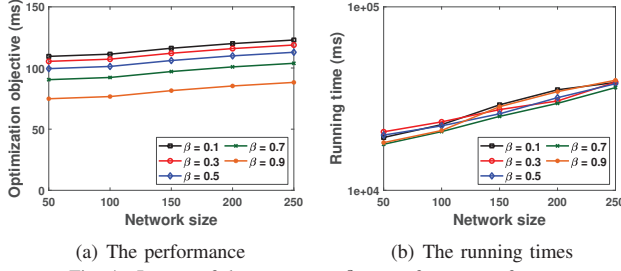 Optimization objective (ms)
150
100
50
0
50 100 150 200 250
Network size
β = 0.1
β = 0.3
β = 0.5
β = 0.7
β = 0.9
(a) The performance
Running time (ms)
1e+05
1e+04
50 100 150 200 250
Network size
β = 0.1
β = 0.3
β = 0.5
β = 0.7
β = 0.9
(b) The running times